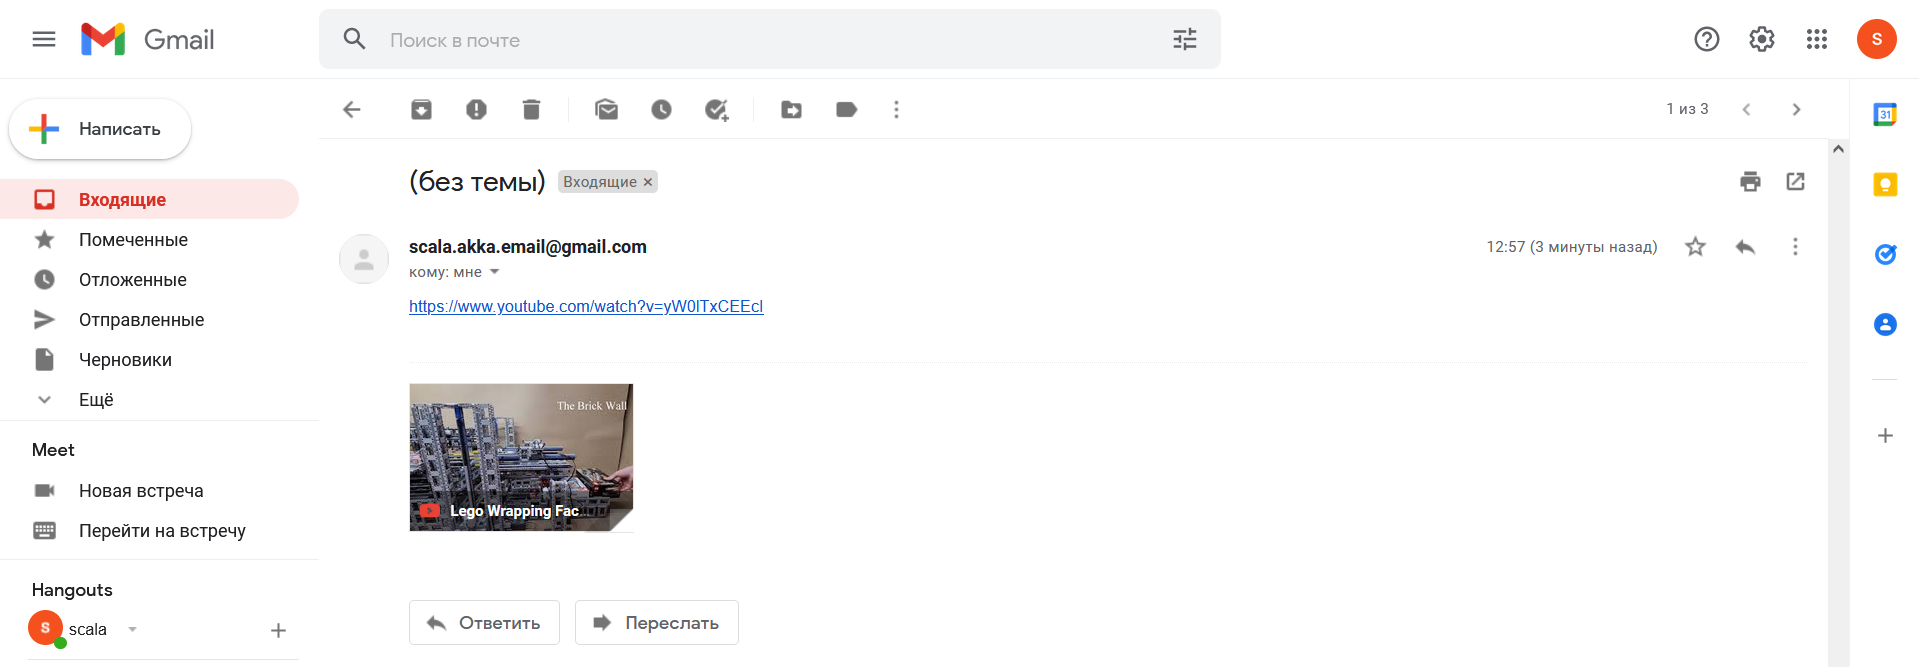 Gmail
Поиск в почте
S
Написать
1 из 3
31
Входящие
Помеченные
Отложенные
Отправленные
Черновики
Ещё
Meet
Новая встреча
Перейти на встречу
Hangouts
S
scala
(без темы)
Входящие ×
scala.akka.email@gmail.com
12:57 (3 минуты назад)
кому: мне
https://www.youtube.com/watch?v=yW0lTxCEEcl
The Brick Wall
Lego Wrapping Fac
Ответить
Переслать